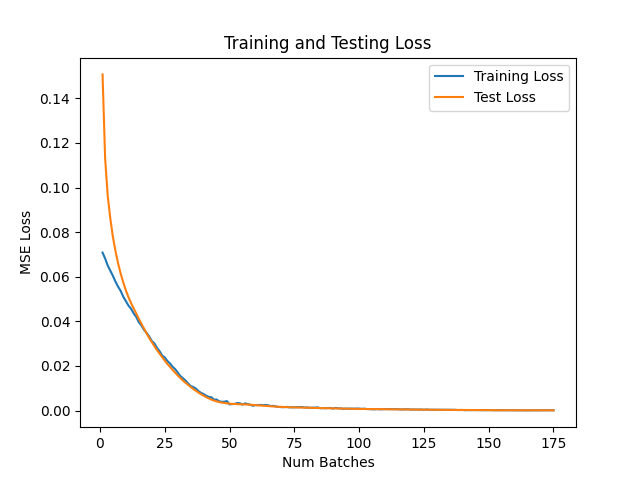 Training and Testing Loss
Training Loss
Test Loss
MSE Loss
0.14
0.12
0.10
0.08
0.06
0.04
0.02
0.00
0 25 50 75 100 125 150 175
Num Batches